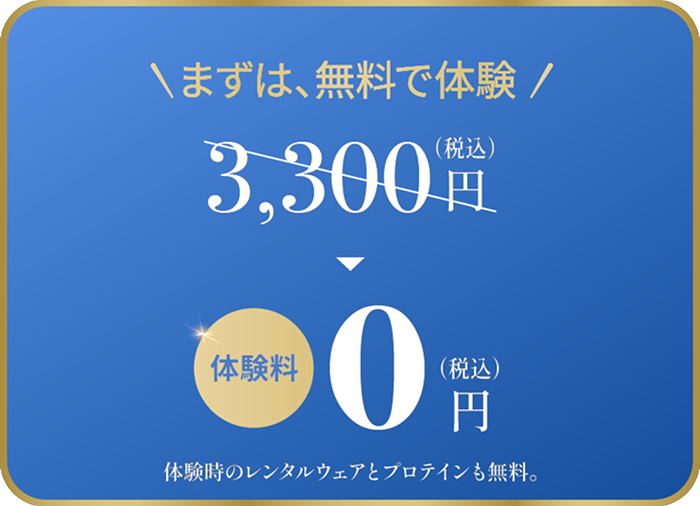 \ まずは、無料で体験 /
3,300円(税込)
体験料 0円(税込)
体験時のレンタルウェアとプロテインも無料。